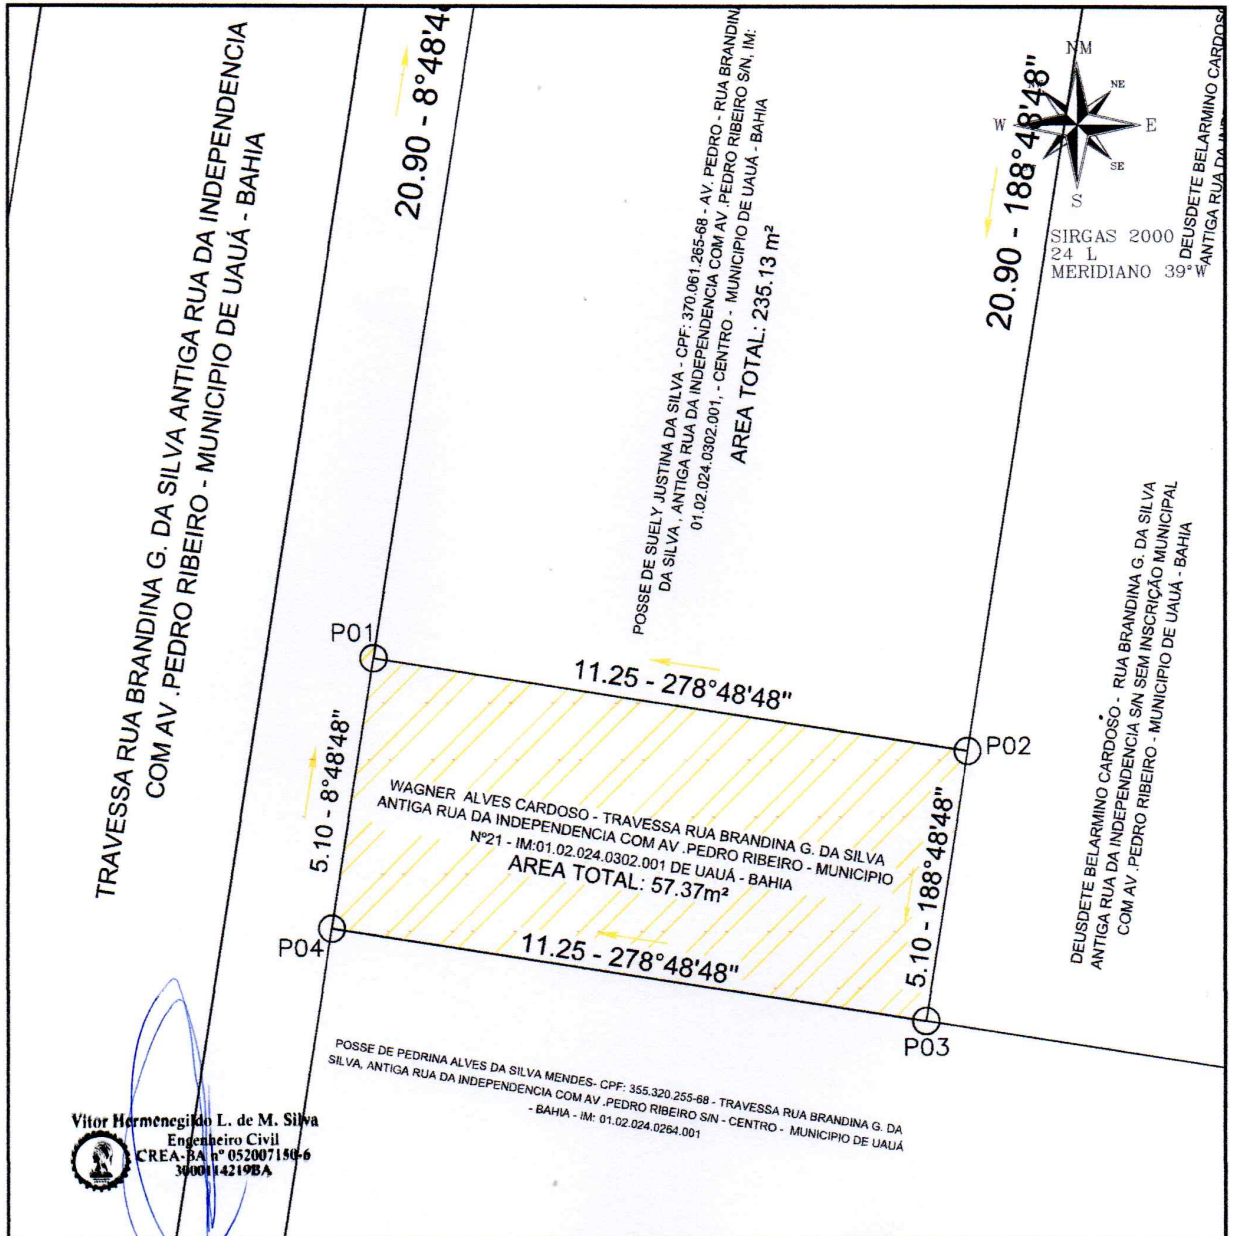 TRAVESSA RUA BRANDINA G. DA SILVA ANTIGA RUA DA INDEPENDENCIA
COM AV .PEDRO RIBEIRO - MUNICIPIO DE UAUÁ - BAHIA
20.90 - 8°48'4
POSSE DE SUELY JUSTINA DA SILVA - CPF: 370.061.265-68 - AV. PEDRO - RUA BRANDIN
DA SILVA , ANTIGA RUA DA INDEPENDENCIA COM AV .PEDRO RIBEIRO S/N, IM:
01.02.024.0302.001, - CENTRO - MUNICIPIO DE UAUÁ - BAHIA
AREA TOTAL: 235.13 m²
20.90 - 188°48'48"
NM
NE
E
SE
S
W
SIRGAS 2000
24 L
MERIDIANO 39°W
DEUSDETE BELARMINO CARDOS
ANTIGA RUA DA
DEUSDETE BELARMINO CARDOSO - RUA BRANDINA G. DA SILVA
ANTIGA RUA DA INDEPENDENCIA S/N SEM INSCRIÇÃO MUNICIPAL
COM AV .PEDRO RIBEIRO - MUNICIPIO DE UAUÁ - BAHIA
P01
11.25 - 278°48'48"
P02
5.10 - 8°48'48"
WAGNER ALVES CARDOSO - TRAVESSA RUA BRANDINA G. DA SILVA
ANTIGA RUA DA INDEPENDENCIA COM AV .PEDRO RIBEIRO - MUNICIPIO
Nº21 - IM:01.02.024.0302.001 DE UAUÁ - BAHIA
AREA TOTAL: 57.37m²
5.10 - 188°48'48"
P04
11.25 - 278°48'48"
P03
POSSE DE PEDRINA ALVES DA SILVA MENDES- CPF: 355.320.255-68 - TRAVESSA RUA BRANDINA G. DA
SILVA, ANTIGA RUA DA INDEPENDENCIA COM AV .PEDRO RIBEIRO S/N - CENTRO - MUNICIPIO DE UAUÁ
- BAHIA - IM: 01.02.024.0264.001
Vitor Hermenegildo L. de M. Silva
Engenheiro Civil
CREA-BA nº 052007150-6
3000114219BA